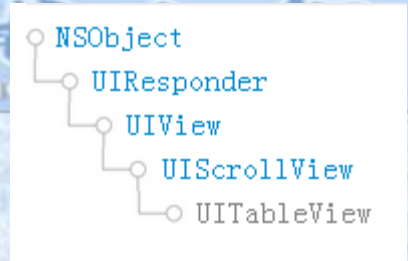 NSObject
UIResponder
UIView
UIScrollView
UITableView